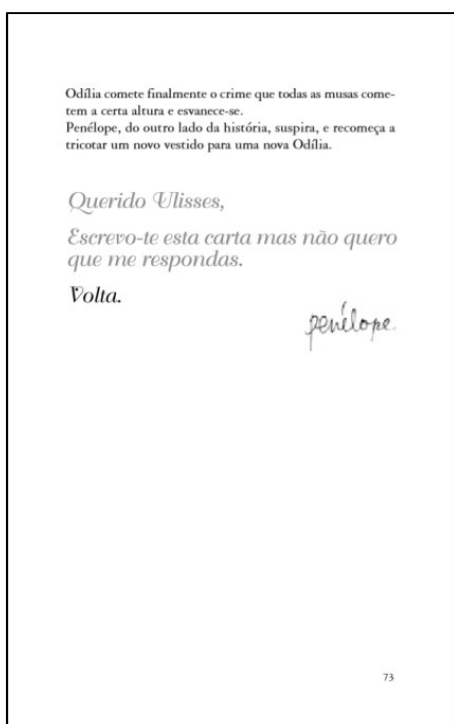 Odília comete finalmente o crime que todas as musas come-
tem a certa altura e esvanece-se.
Penélope, do outro lado da história, suspira, e recomeça a
tricotar um novo vestido para uma nova Odília.
Querido Ulisses,
Escrevo-te esta carta mas não quero
que me respondas.
Volta.
penélope
73